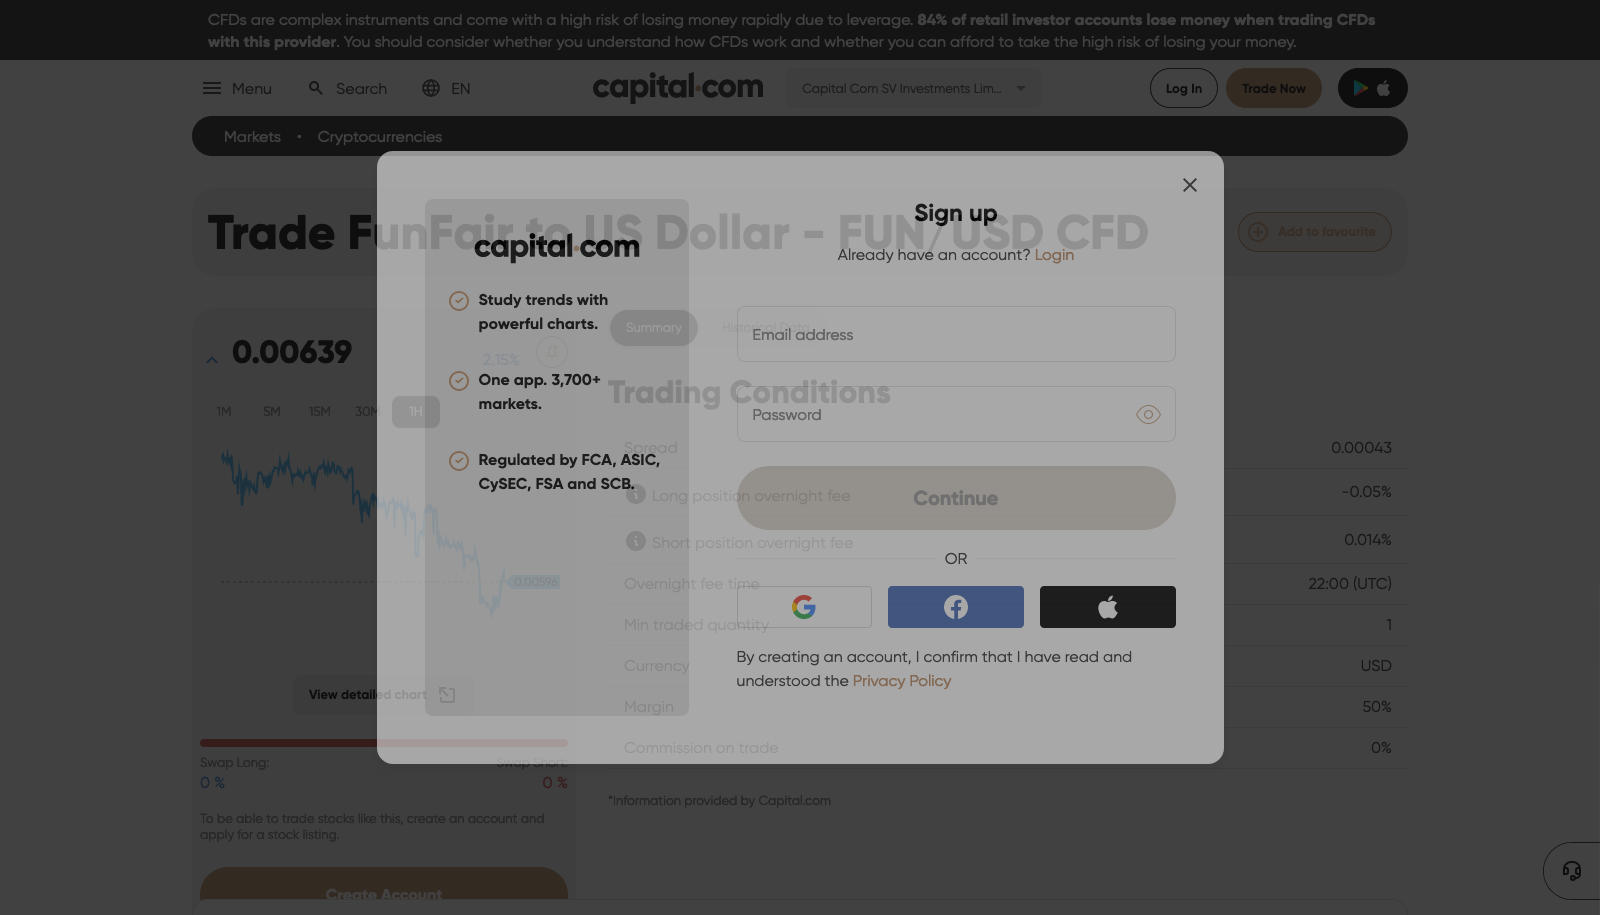 CFDs are complex instruments and come with a high risk of losing money rapidly due to leverage. 84% of retail investor accounts lose money when trading CFDs
with this provider. You should consider whether you understand how CFDs work and whether you can afford to take the high risk of losing your money.
Menu
Search
EN
capital.com
Capital Com SV Investments Lim...
Log In
Trade Now
Markets • Cryptocurrencies
Trade FunFair to US Dollar - FUN/USD CFD
Add to favourite
0.00639
2.15%
1M 5M 15M 30M 1H
0.00596
View detailed chart
Swap Long: Swap Short:
0 % 0 %
To be able to trade stocks like this, create an account and
apply for a stock listing.
Create Account
Summary Historical Data
Trading Conditions
Spread 0.00043
Long position overnight fee -0.05%
Short position overnight fee 0.014%
Overnight fee time 22:00 (UTC)
Min traded quantity 1
Currency USD
Margin 50%
Commission on trade 0%
*Information provided by Capital.com
capital.com
Study trends with
powerful charts.
One app. 3,700+
markets.
Regulated by FCA, ASIC,
CySEC, FSA and SCB.
Sign up
Already have an account? Login
Email address
Password
Continue
OR
By creating an account, I confirm that I have read and
understood the Privacy Policy